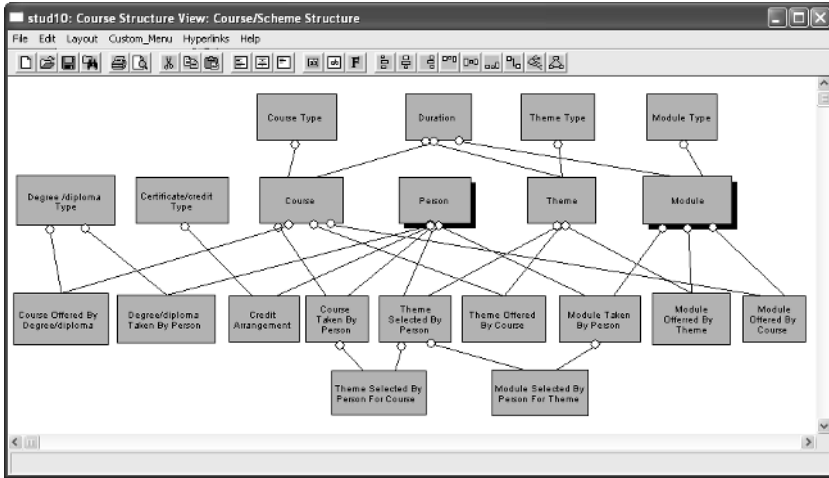 stud10: Course Structure View: Course/Scheme Structure
File Edit Layout Custom_Menu Hyperlinks Help
Course Type
Duration
Theme Type
Module Type
Degree /diploma
Type
Certificate/credit
Type
Course
Person
Theme
Module
Course Offered By
Degree/diploma
Degree/diploma
Taken By Person
Credit
Arrangement
Course
Taken By
Person
Theme
Selected By
Person
Theme Offered
By Course
Module Taken
By Person
Module
Offerred By
Theme
Module
Offered By
Course
Theme Selected By
Person For Course
Module Selected By
Person For Theme